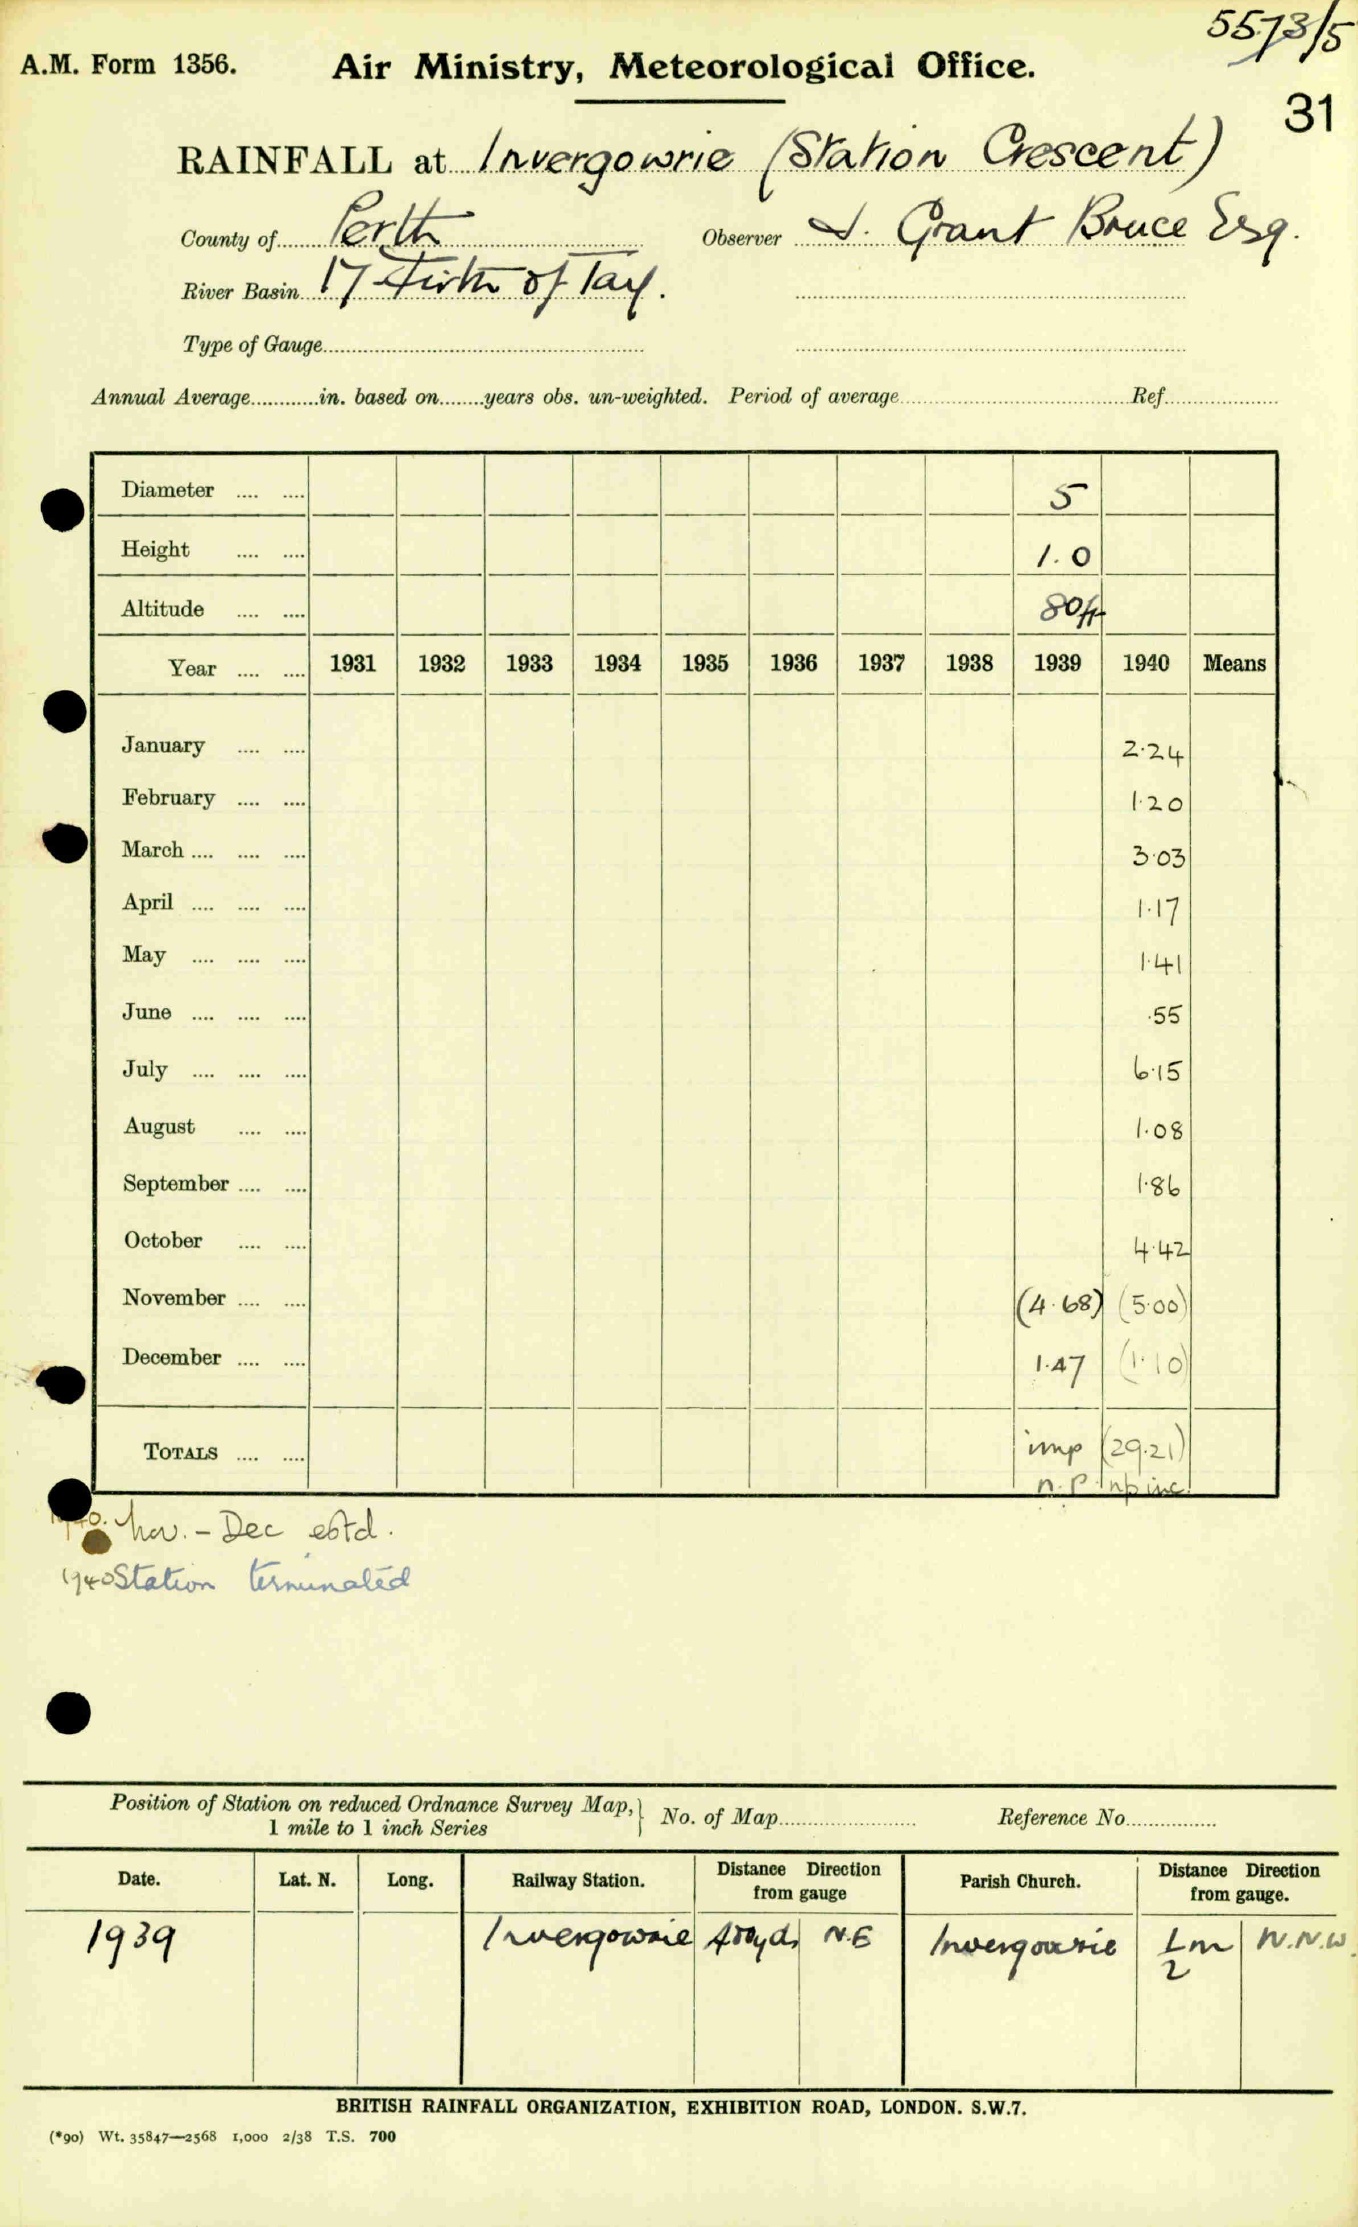 5573/5
A.M. Form 1356. Air Ministry, Meteorological Office.
31
RAINFALL at Invergowrie (Station Crescent)
County of Perth Observer J. Grant Bruce Esq.
River Basin 17 Firth of Tay.
Type of Gauge
Annual Average in. based on years obs. un-weighted. Period of average Ref
Diameter 5
Height 1.0
Altitude 80ft
Year 1931 1932 1933 1934 1935 1936 1937 1938 1939 1940 Means
January 2.24
February 1.20
March 3.03
April 1.17
May 1.41
June .55
July 6.15
August 1.08
September 1.86
October 4.42
November (4.68) (5.00)
December 1.47 (1.10)
TOTALS imp (29.21)
n.p np inc.
1940. Nov. - Dec estd.
1940 Station terminated
Position of Station on reduced Ordnance Survey Map, 1 mile to 1 inch Series } No. of Map Reference No.
Date. Lat. N. Long. Railway Station. Distance Direction from gauge Parish Church. Distance Direction from gauge.
1939 Invergowrie yds N.E Invergowrie 1/2 m N.N.W.
BRITISH RAINFALL ORGANIZATION, EXHIBITION ROAD, LONDON. S.W.7.
(*90) Wt. 35847—2568 1,000 2/38 T.S. 700